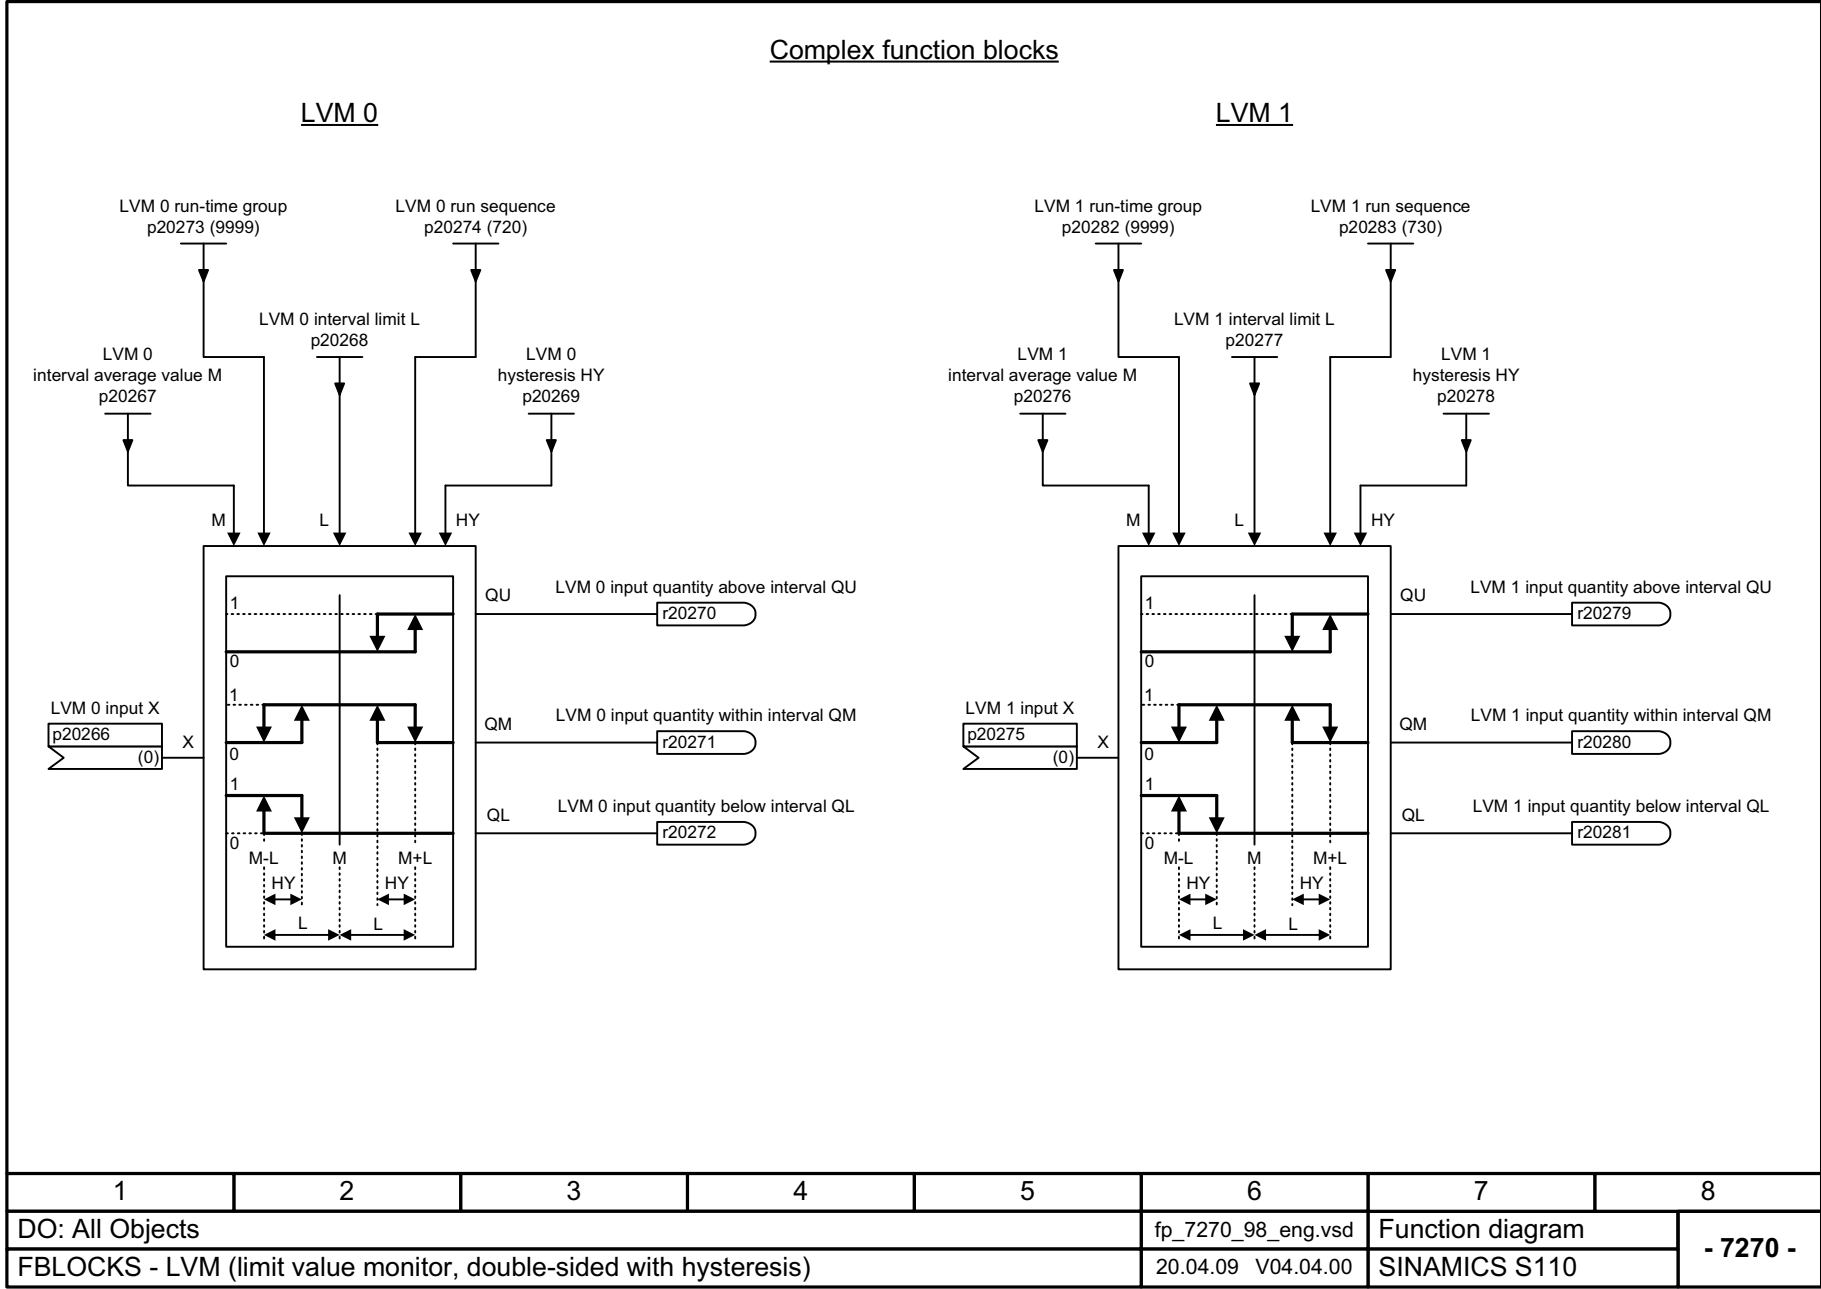 Complex function blocks
LVM 0
LVM 0 run-time group
p20273 (9999)
LVM 0 run sequence
p20274 (720)
LVM 0 interval limit L
p20268
LVM 0
interval average value M
p20267
LVM 0
hysteresis HY
p20269
M
L
HY
LVM 0 input X
p20266
(0)
X
1
0
1
0
1
0
M-L
M
M+L
HY
HY
L
L
QU
LVM 0 input quantity above interval QU
r20270
QM
LVM 0 input quantity within interval QM
r20271
QL
LVM 0 input quantity below interval QL
r20272
LVM 1
LVM 1 run-time group
p20282 (9999)
LVM 1 run sequence
p20283 (730)
LVM 1 interval limit L
p20277
LVM 1
interval average value M
p20276
LVM 1
hysteresis HY
p20278
M
L
HY
LVM 1 input X
p20275
(0)
X
1
0
1
0
1
0
M-L
M
M+L
HY
HY
L
L
QU
LVM 1 input quantity above interval QU
r20279
QM
LVM 1 input quantity within interval QM
r20280
QL
LVM 1 input quantity below interval QL
r20281
1 2 3 4 5 6 7 8
DO: All Objects
fp_7270_98_eng.vsd
Function diagram
- 7270 -
FBLOCKS - LVM (limit value monitor, double-sided with hysteresis)
20.04.09 V04.04.00
SINAMICS S110